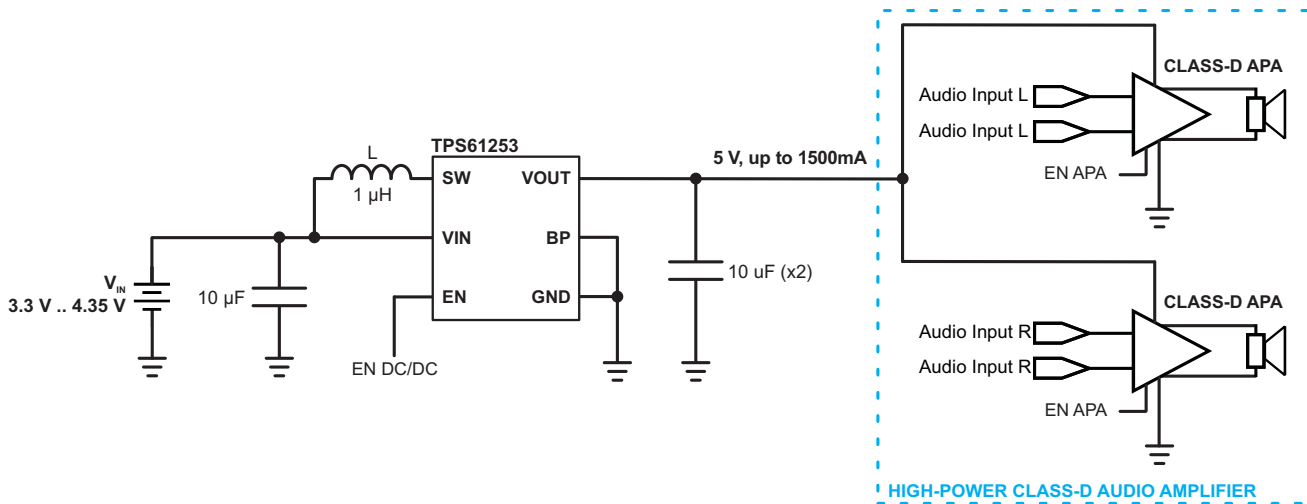 CLASS-D APA
Audio Input L
Audio Input L
EN APA
TPS61253
L
1 µH
SW
VOUT
5 V, up to 1500mA
VIN
BP
EN
GND
VIN
3.3 V .. 4.35 V
10 µF
10 uF (x2)
EN DC/DC
CLASS-D APA
Audio Input R
Audio Input R
EN APA
HIGH-POWER CLASS-D AUDIO AMPLIFIER